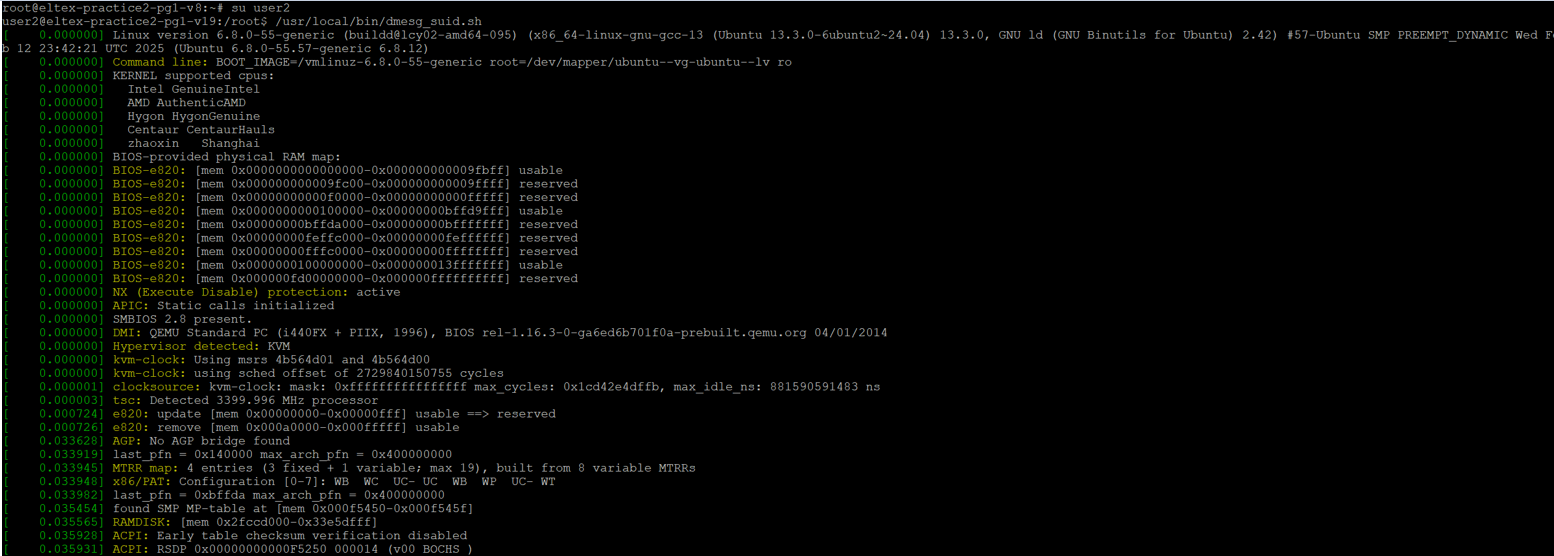 root@eltex-practice2-pg1-v8:~# su user2
user2@eltex-practice2-pg1-v19:/root$ /usr/local/bin/dmesg_suid.sh
[    0.000000] Linux version 6.8.0-55-generic (buildd@lcy02-amd64-095) (x86_64-linux-gnu-gcc-13 (Ubuntu 13.3.0-6ubuntu2~24.04) 13.3.0, GNU ld (GNU Binutils for Ubuntu) 2.42) #57-Ubuntu SMP PREEMPT_DYNAMIC Wed Fe
b 12 23:42:21 UTC 2025 (Ubuntu 6.8.0-55.57-generic 6.8.12)
[    0.000000] Command line: BOOT_IMAGE=/vmlinuz-6.8.0-55-generic root=/dev/mapper/ubuntu--vg-ubuntu--lv ro
[    0.000000] KERNEL supported cpus:
[    0.000000]   Intel GenuineIntel
[    0.000000]   AMD AuthenticAMD
[    0.000000]   Hygon HygonGenuine
[    0.000000]   Centaur CentaurHauls
[    0.000000]   zhaoxin   Shanghai
[    0.000000] BIOS-provided physical RAM map:
[    0.000000] BIOS-e820: [mem 0x0000000000000000-0x000000000009fbff] usable
[    0.000000] BIOS-e820: [mem 0x000000000009fc00-0x000000000009ffff] reserved
[    0.000000] BIOS-e820: [mem 0x00000000000f0000-0x00000000000fffff] reserved
[    0.000000] BIOS-e820: [mem 0x0000000000100000-0x00000000bffd9fff] usable
[    0.000000] BIOS-e820: [mem 0x00000000bffda000-0x00000000bfffffff] reserved
[    0.000000] BIOS-e820: [mem 0x00000000feffc000-0x00000000feffffff] reserved
[    0.000000] BIOS-e820: [mem 0x00000000fffc0000-0x00000000ffffffff] reserved
[    0.000000] BIOS-e820: [mem 0x0000000100000000-0x000000013fffffff] usable
[    0.000000] BIOS-e820: [mem 0x000000fd00000000-0x000000ffffffffff] reserved
[    0.000000] NX (Execute Disable) protection: active
[    0.000000] APIC: Static calls initialized
[    0.000000] SMBIOS 2.8 present.
[    0.000000] DMI: QEMU Standard PC (i440FX + PIIX, 1996), BIOS rel-1.16.3-0-ga6ed6b701f0a-prebuilt.qemu.org 04/01/2014
[    0.000000] Hypervisor detected: KVM
[    0.000000] kvm-clock: Using msrs 4b564d01 and 4b564d00
[    0.000000] kvm-clock: using sched offset of 2729840150755 cycles
[    0.000001] clocksource: kvm-clock: mask: 0xffffffffffffffff max_cycles: 0x1cd42e4dffb, max_idle_ns: 881590591483 ns
[    0.000003] tsc: Detected 3399.996 MHz processor
[    0.000724] e820: update [mem 0x00000000-0x00000fff] usable ==> reserved
[    0.000726] e820: remove [mem 0x000a0000-0x000fffff] usable
[    0.033628] AGP: No AGP bridge found
[    0.033919] last_pfn = 0x140000 max_arch_pfn = 0x400000000
[    0.033945] MTRR map: 4 entries (3 fixed + 1 variable; max 19), built from 8 variable MTRRs
[    0.033948] x86/PAT: Configuration [0-7]: WB  WC  UC- UC  WB  WP  UC- WT
[    0.033982] last_pfn = 0xbffda max_arch_pfn = 0x400000000
[    0.035454] found SMP MP-table at [mem 0x000f5450-0x000f545f]
[    0.035565] RAMDISK: [mem 0x2fccd000-0x33e5dfff]
[    0.035928] ACPI: Early table checksum verification disabled
[    0.035931] ACPI: RSDP 0x00000000000F5250 000014 (v00 BOCHS )